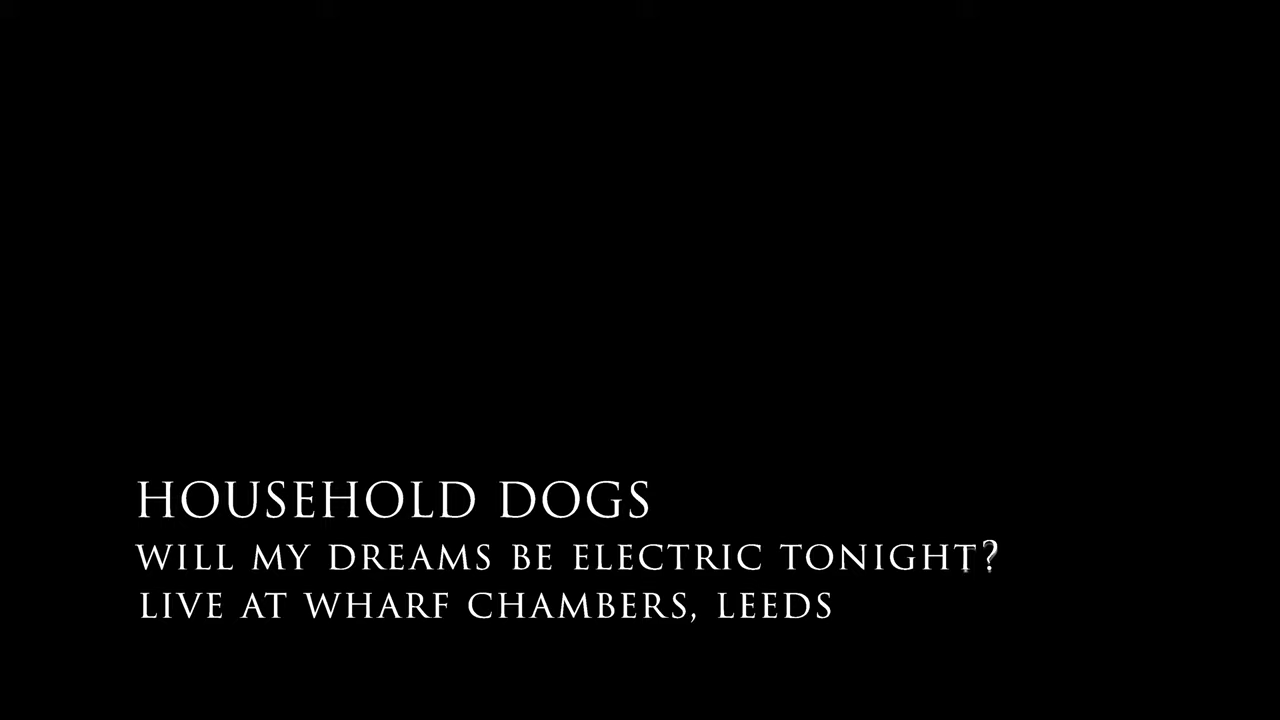 HOUSEHOLD DOGS
WILL MY DREAMS BE ELECTRIC TONIGHT?
LIVE AT WHARF CHAMBERS, LEEDS